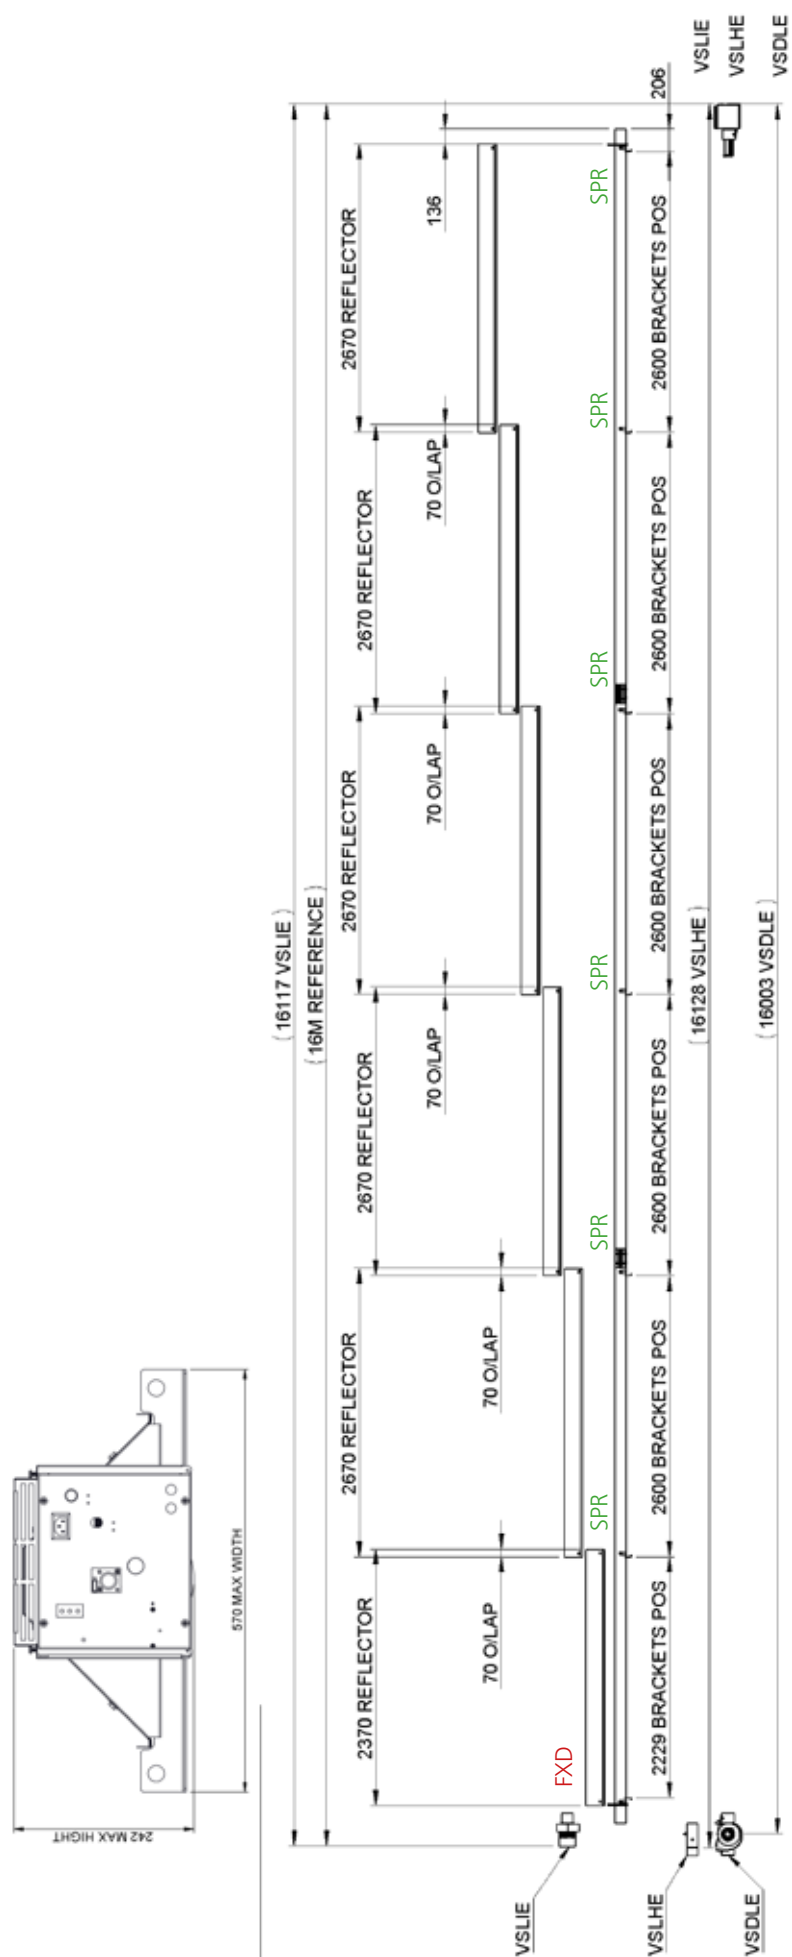 242 MAX HIGHT
570 MAX WIDTH
( 16117 VSLIE )
( 16M REFERENCE )
2370 REFLECTOR
2670 REFLECTOR
2670 REFLECTOR
2670 REFLECTOR
2670 REFLECTOR
2670 REFLECTOR
70 O/LAP
70 O/LAP
70 O/LAP
70 O/LAP
70 O/LAP
136
FXD
SPR
SPR
SPR
SPR
SPR
SPR
2229 BRACKETS POS
2600 BRACKETS POS
2600 BRACKETS POS
2600 BRACKETS POS
2600 BRACKETS POS
2600 BRACKETS POS
206
( 16128 VSLHE )
( 16003 VSDLE )
VSLIE
VSLHE
VSDLE
VSLIE
VSLHE
VSDLE